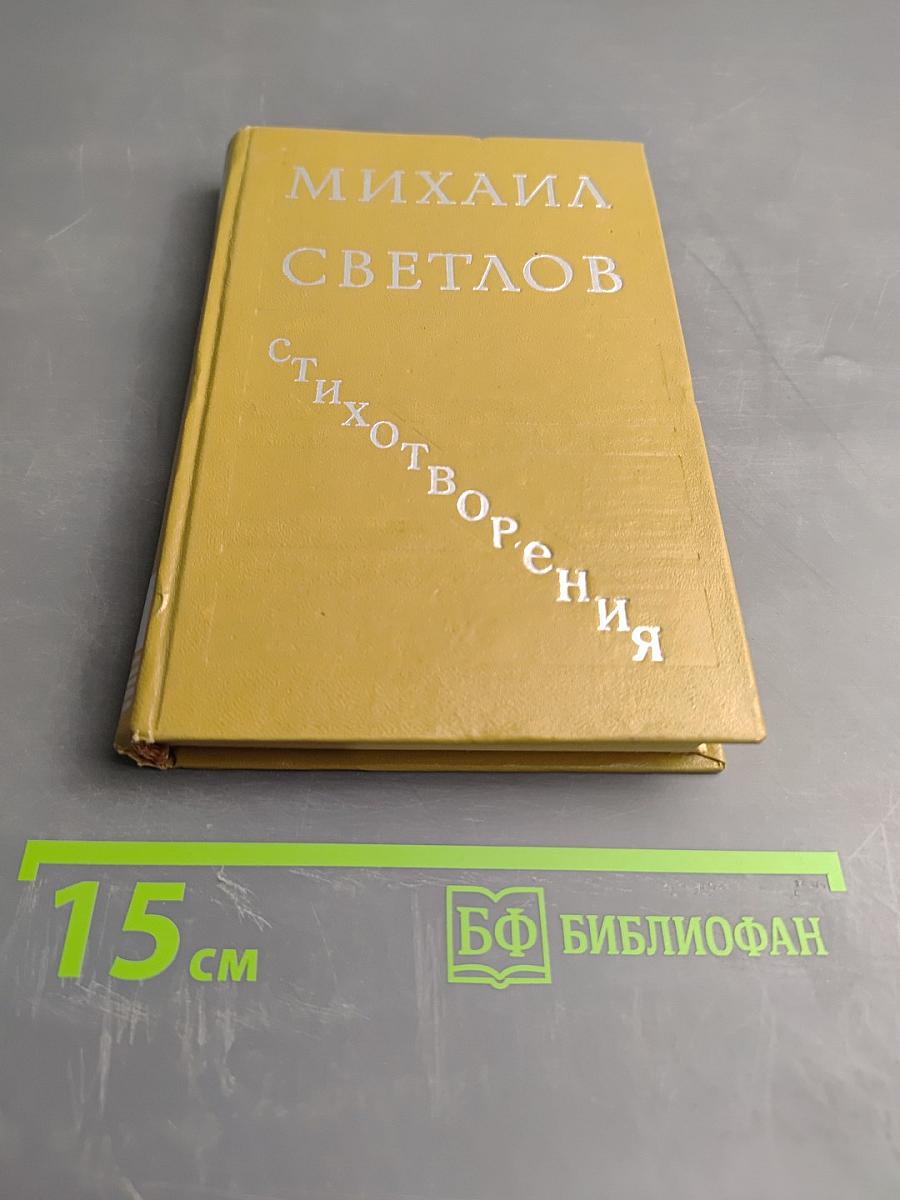 МИХАИЛ
СВЕТЛОВ
СТИХОТВОРЕНИЯ
15 см
БФ БИБЛИОФАН